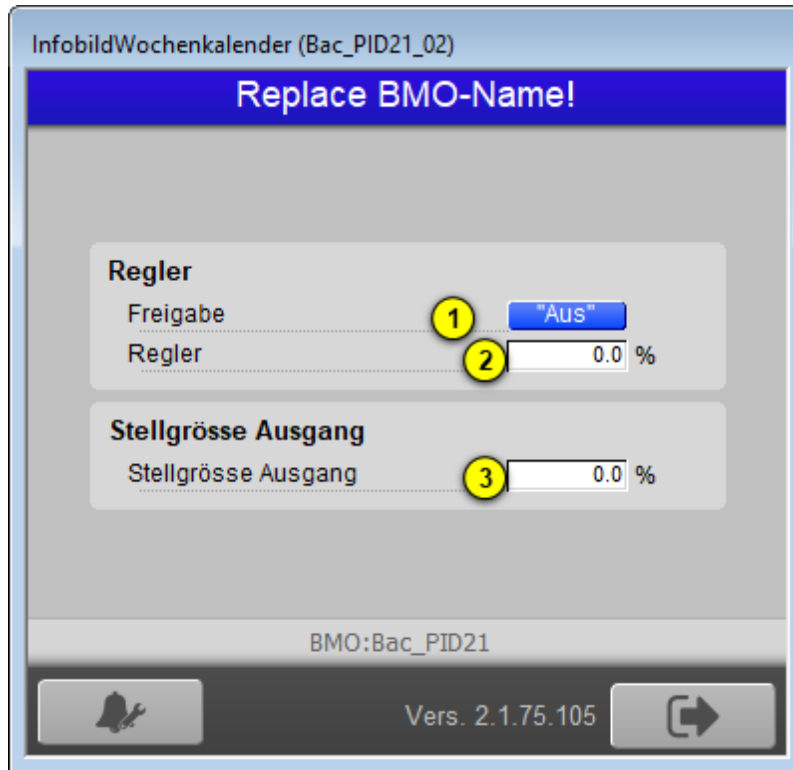 InfobildWochenkalender (Bac_PID21_02)
Replace BMO-Name!
Regler
Freigabe 1 "Aus"
Regler 2 0.0 %
Stellgrösse Ausgang
Stellgrösse Ausgang 3 0.0 %
BMO:Bac_PID21
Vers. 2.1.75.105